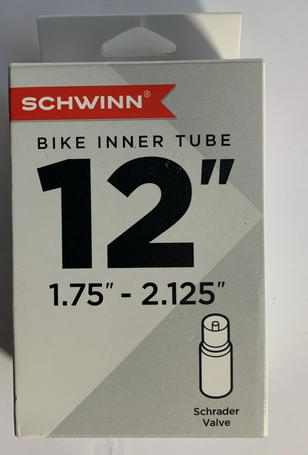 SCHWINN®
BIKE INNER TUBE
12"
1.75" - 2.125"
Schrader
Valve